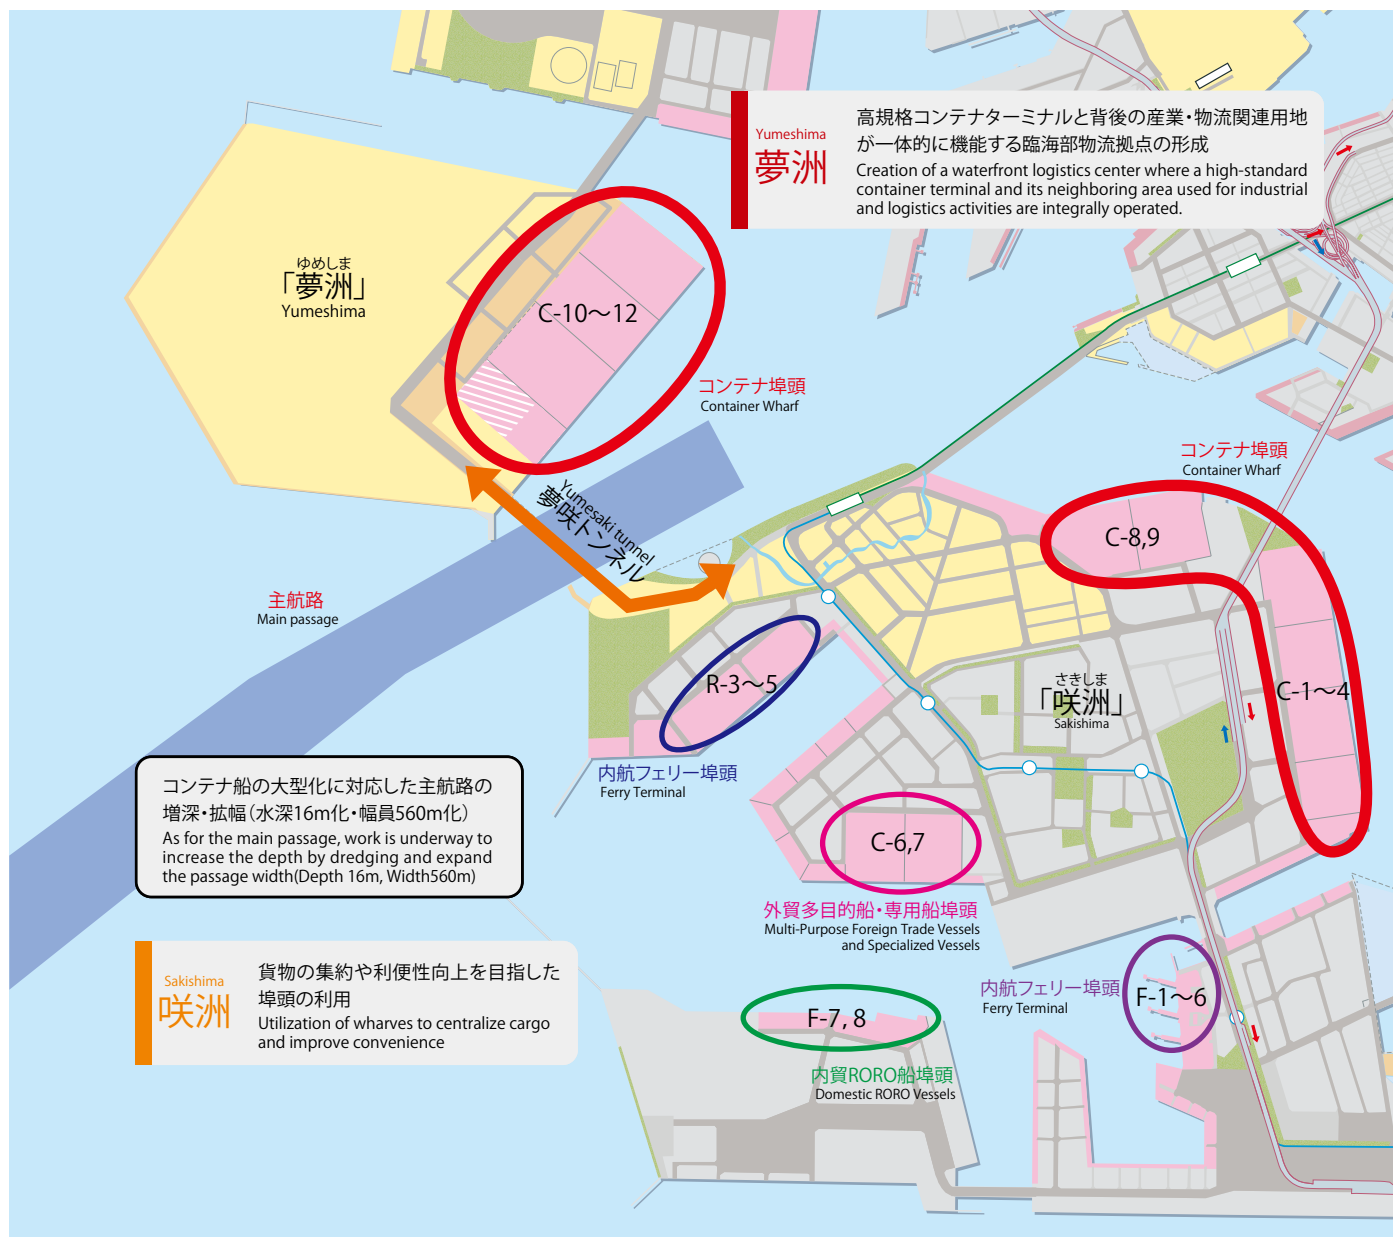 Yumeshima
夢洲
高規格コンテナターミナルと背後の産業・物流関連用地
が一体的に機能する臨海部物流拠点の形成
Creation of a waterfront logistics center where a high-standard
container terminal and its neighboring area used for industrial
and logistics activities are integrally operated.
ゆめしま
「夢洲」
Yumeshima
C-10～12
コンテナ埠頭
Container Wharf
コンテナ埠頭
Container Wharf
Yumesaki tunnel
夢咲トンネル
C-8,9
主航路
Main passage
R-3～5
さきしま
「咲洲」
Sakishima
C-1～4
内航フェリー埠頭
Ferry Terminal
コンテナ船の大型化に対応した主航路の
増深・拡幅（水深16m化・幅員560m化）
As for the main passage, work is underway to
increase the depth by dredging and expand
the passage width(Depth 16m, Width560m)
C-6,7
外貿多目的船・専用船埠頭
Multi-Purpose Foreign Trade Vessels
and Specialized Vessels
Sakishima
咲洲
貨物の集約や利便性向上を目指した
埠頭の利用
Utilization of wharves to centralize cargo
and improve convenience
内航フェリー埠頭
Ferry Terminal
F-1～6
F-7, 8
内貿RORO船埠頭
Domestic RORO Vessels